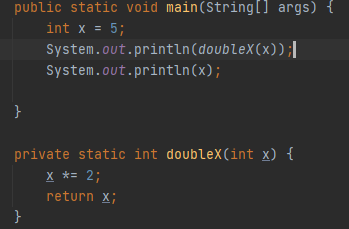 public static void main(String[] args) {
    int x = 5;
    System.out.println(doubleX(x));
    System.out.println(x);
}
private static int doubleX(int x) {
    x *= 2;
    return x;
}